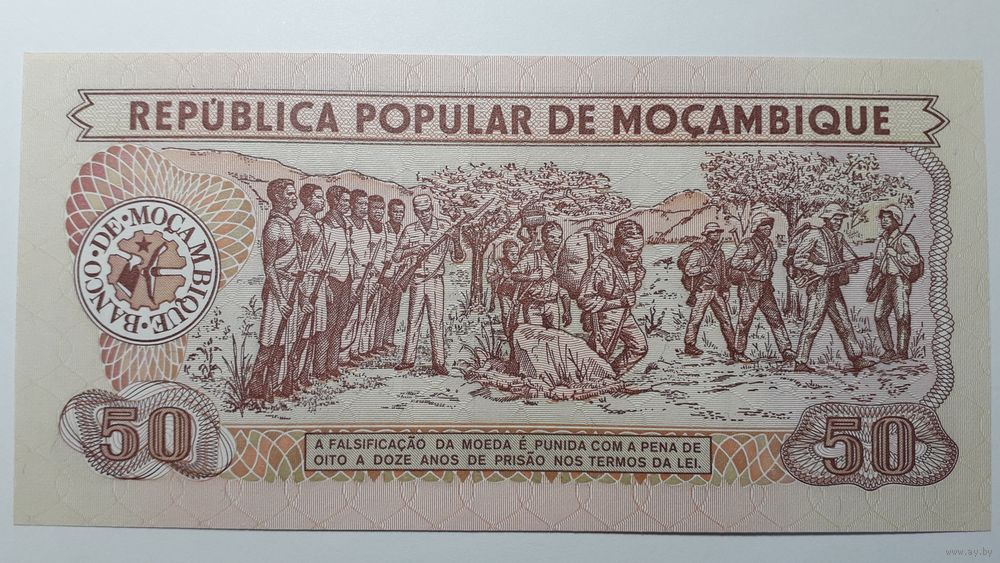 REPÚBLICA POPULAR DE MOÇAMBIQUE
BANCO·DE·MOÇAMBIQUE·
50
A FALSIFICAÇÃO DA MOEDA É PUNIDA COM A PENA DE
OITO A DOZE ANOS DE PRISÃO NOS TERMOS DA LEI.
50
www.ay.by